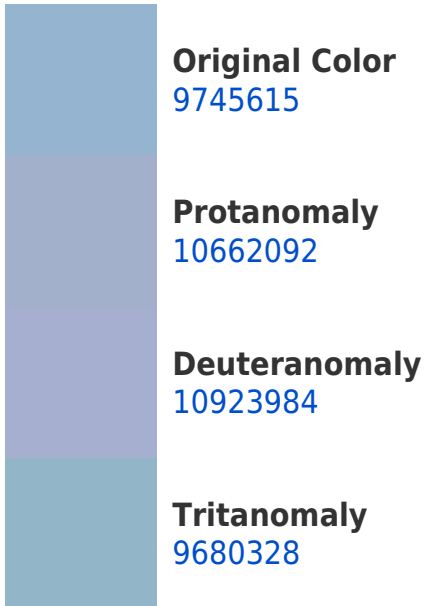 Original Color
9745615
Protanomaly
10662092
Deuteranomaly
10923984
Tritanomaly
9680328